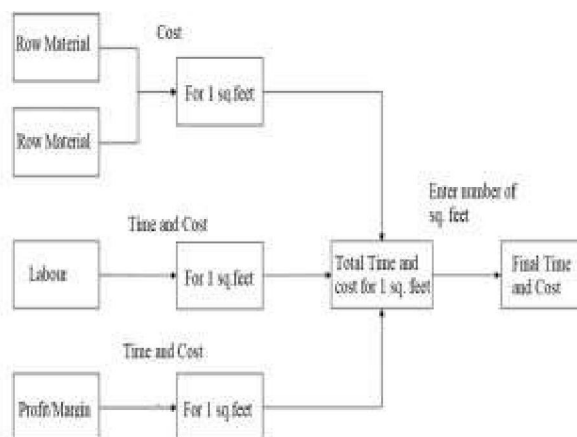 Cost
Row Material
For 1 sq.feet
Row Material
Enter number of
sq. feet
Time and Cost
Labour
For 1 sq.feet
Total Time and
cost for 1 sq. feet
Final Time
and Cost
Time and Cost
Profit/Margin
For 1 sq.feet